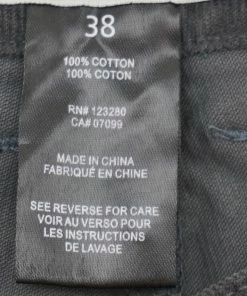 38
100% COTTON
100% COTON
RN# 123280
CA# 07099
MADE IN CHINA
FABRIQUÉ EN CHINE
SEE REVERSE FOR CARE
VOIR AU VERSO POUR
LES INSTRUCTIONS
DE LAVAGE